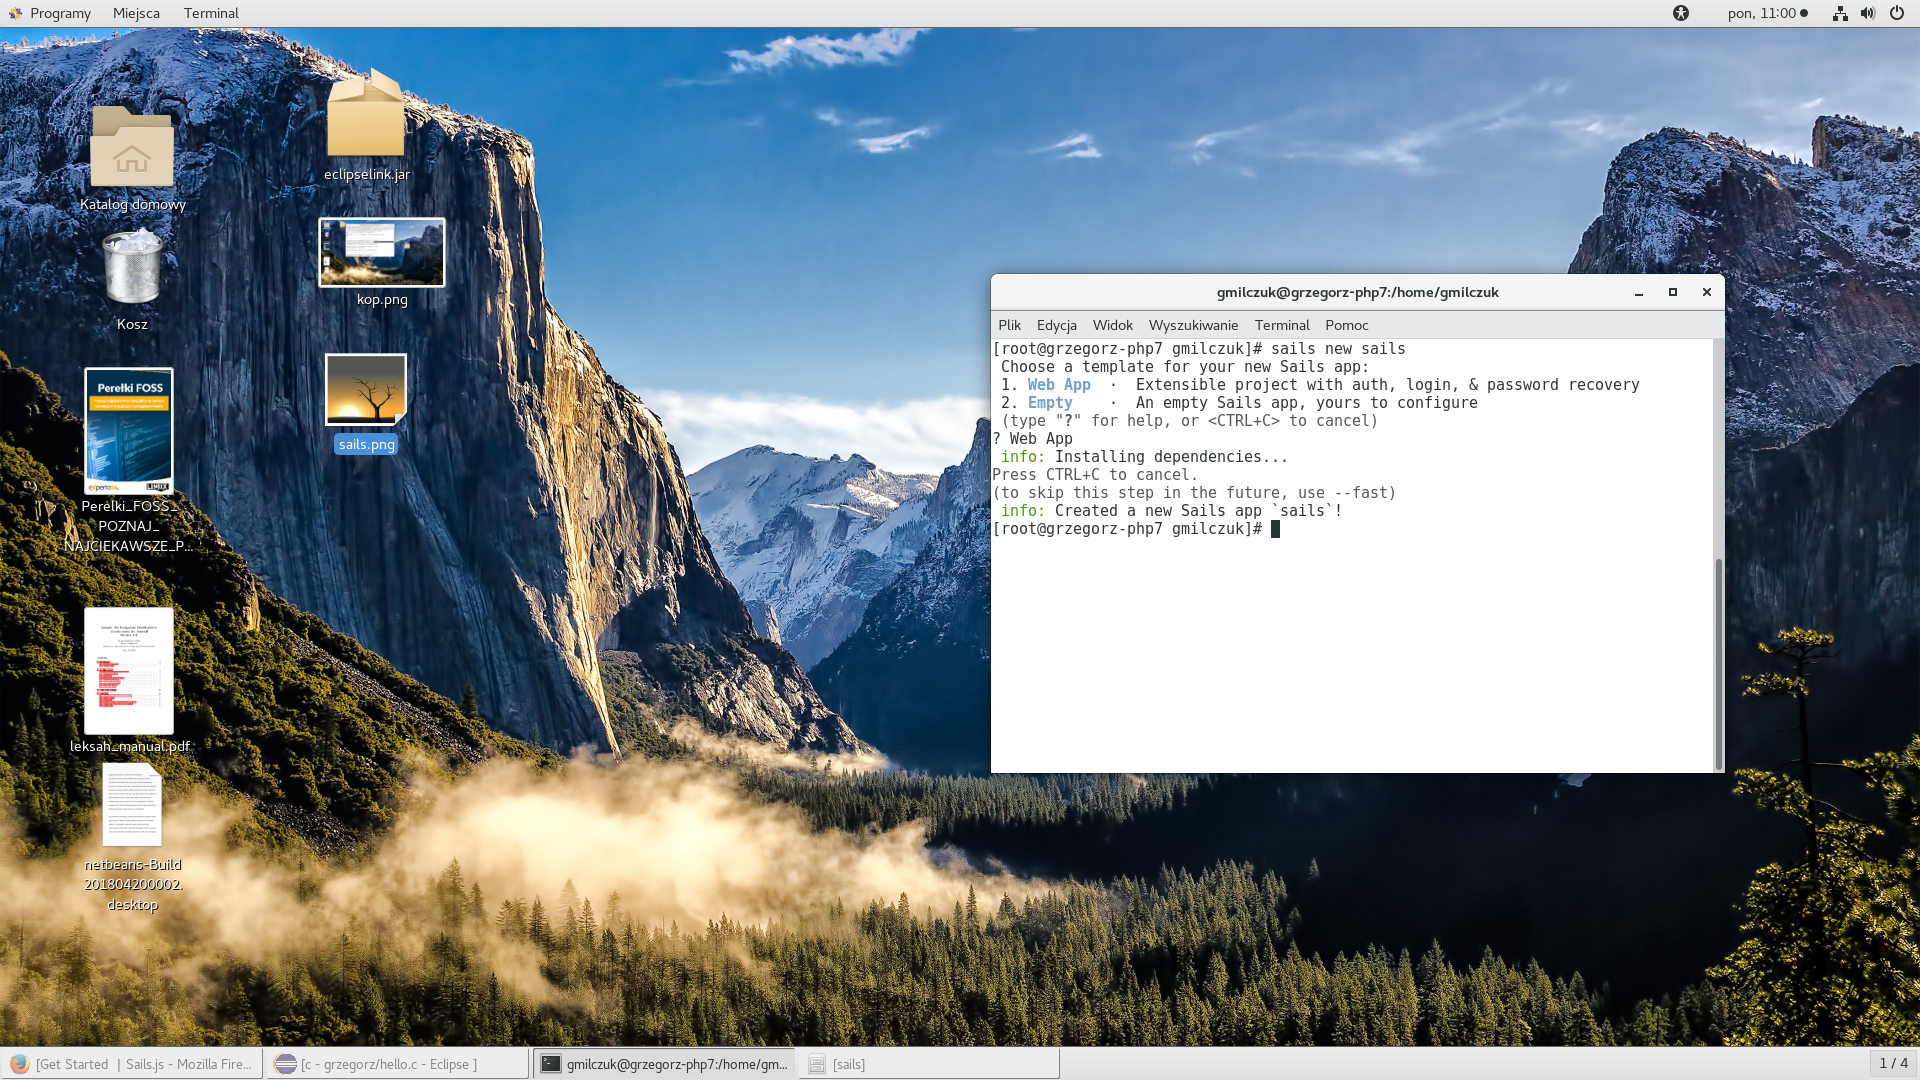 Programy Miejsca Terminal
pon, 11:00
Katalog domowy
Kosz
Perełki FOSS
Perełki_FOSS_
POZNAJ_
NAJCIEKAWSZE_P...
leksah_manual.pdf
netbeans-Build
201804200002.
desktop
eclipselink.jar
kop.png
sails.png
gmilczuk@grzegorz-php7:/home/gmilczuk
Plik Edycja Widok Wyszukiwanie Terminal Pomoc
[root@grzegorz-php7 gmilczuk]# sails new sails
Choose a template for your new Sails app:
1. Web App · Extensible project with auth, login, & password recovery
2. Empty · An empty Sails app, yours to configure
(type "?" for help, or <CTRL+C> to cancel)
? Web App
info: Installing dependencies...
Press CTRL+C to cancel.
(to skip this step in the future, use --fast)
info: Created a new Sails app `sails`!
[root@grzegorz-php7 gmilczuk]#
[Get Started | Sails.js - Mozilla Fire...
[c - grzegorz/hello.c - Eclipse ]
gmilczuk@grzegorz-php7:/home/gm...
[sails]
1 / 4